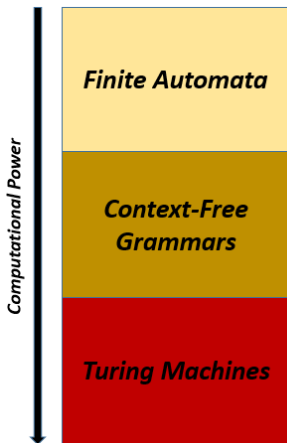 Computational Power
Finite Automata
Context-Free
Grammars
Turing Machines